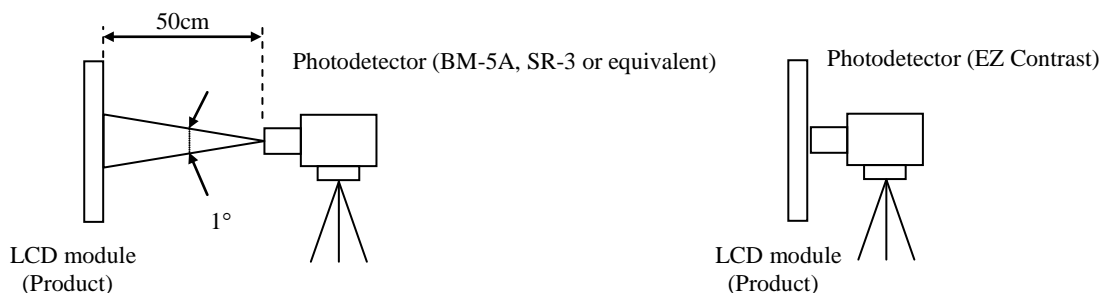 50cm
Photodetector (BM-5A, SR-3 or equivalent)
1°
LCD module
(Product)
Photodetector (EZ Contrast)
LCD module
(Product)